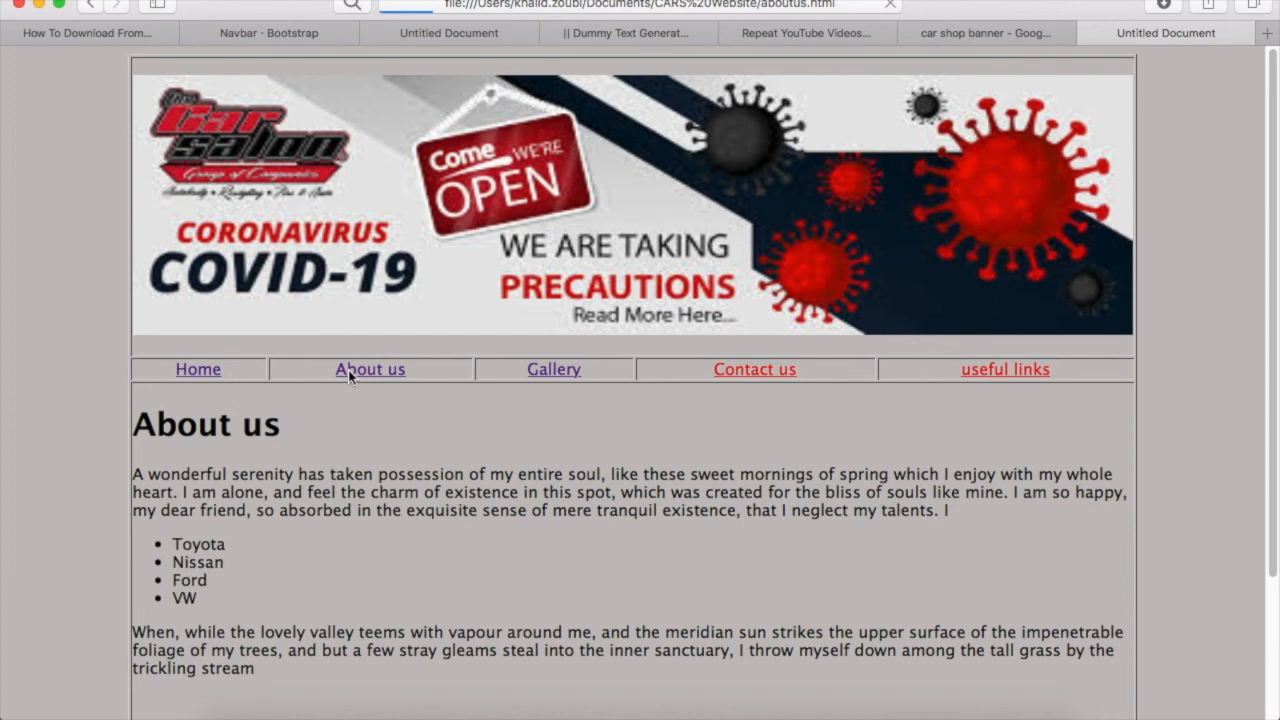 file:///Users/khalid.zoubi/Documents/CARS%20Website/aboutus.html
How To Download From...
Navbar · Bootstrap
Untitled Document
|| Dummy Text Generat...
Repeat YouTube Videos...
car shop banner - Goog...
Untitled Document
The
Car
Salon
Group of Companies
CORONAVIRUS
COVID-19
Come WE'RE
OPEN
WE ARE TAKING
PRECAUTIONS
Read More Here...
Home
About us
Gallery
Contact us
useful links
About us
A wonderful serenity has taken possession of my entire soul, like these sweet mornings of spring which I enjoy with my whole
heart. I am alone, and feel the charm of existence in this spot, which was created for the bliss of souls like mine. I am so happy,
my dear friend, so absorbed in the exquisite sense of mere tranquil existence, that I neglect my talents. I
• Toyota
• Nissan
• Ford
• VW
When, while the lovely valley teems with vapour around me, and the meridian sun strikes the upper surface of the impenetrable
foliage of my trees, and but a few stray gleams steal into the inner sanctuary, I throw myself down among the tall grass by the
trickling stream